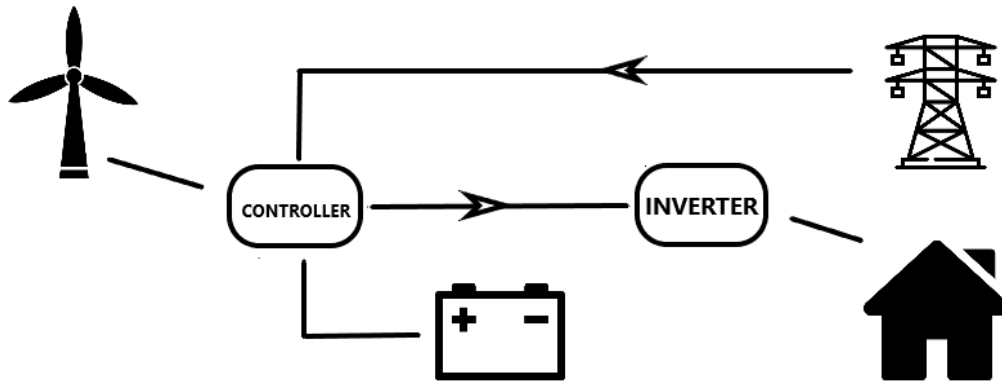 CONTROLLER
INVERTER
+ −